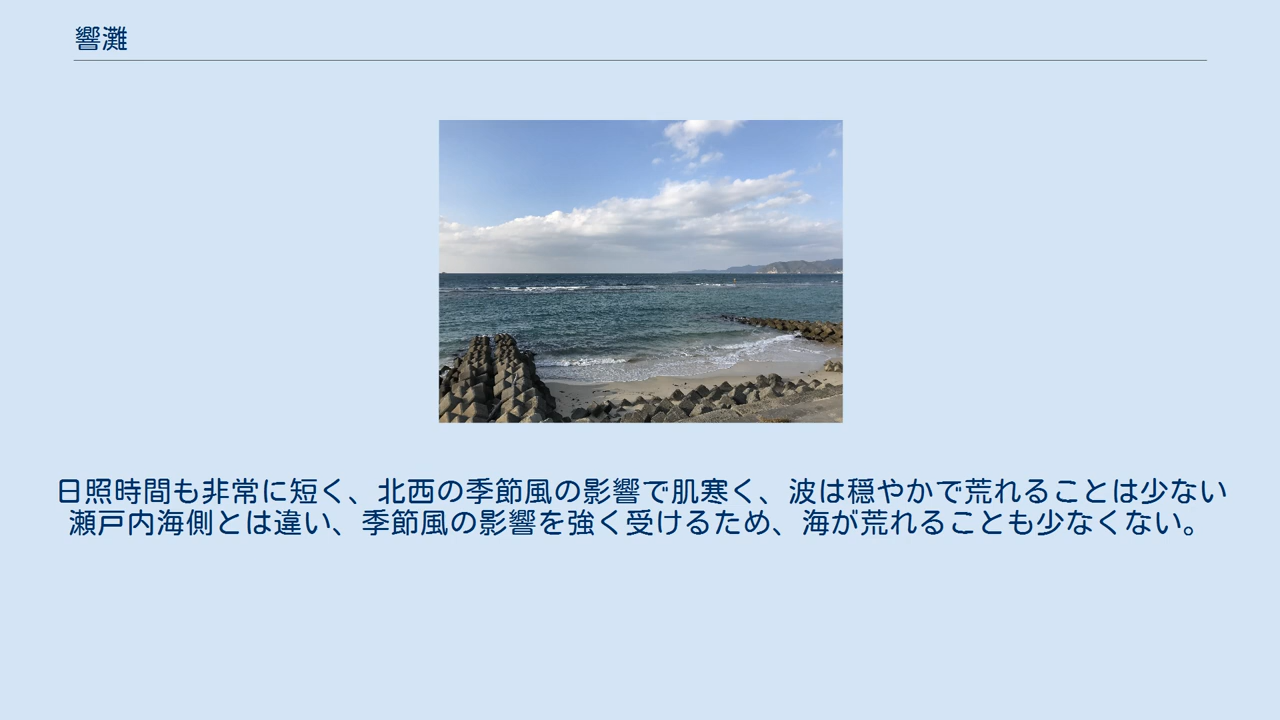 響灘
日照時間も非常に短く、北西の季節風の影響で肌寒く、波は穏やかで荒れることは少ない
瀬戸内海側とは違い、季節風の影響を強く受けるため、海が荒れることも少なくない。